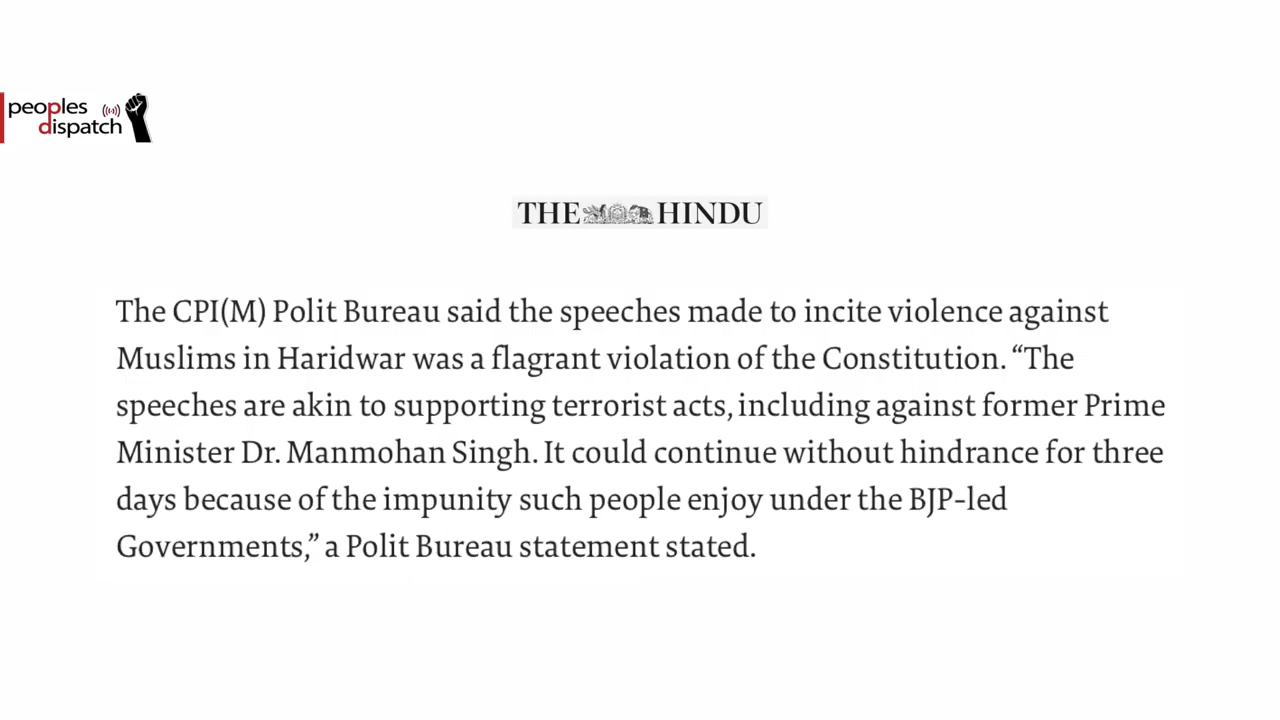 peoples
dispatch
THE HINDU
The CPI(M) Polit Bureau said the speeches made to incite violence against
Muslims in Haridwar was a flagrant violation of the Constitution. “The
speeches are akin to supporting terrorist acts, including against former Prime
Minister Dr. Manmohan Singh. It could continue without hindrance for three
days because of the impunity such people enjoy under the BJP-led
Governments,” a Polit Bureau statement stated.